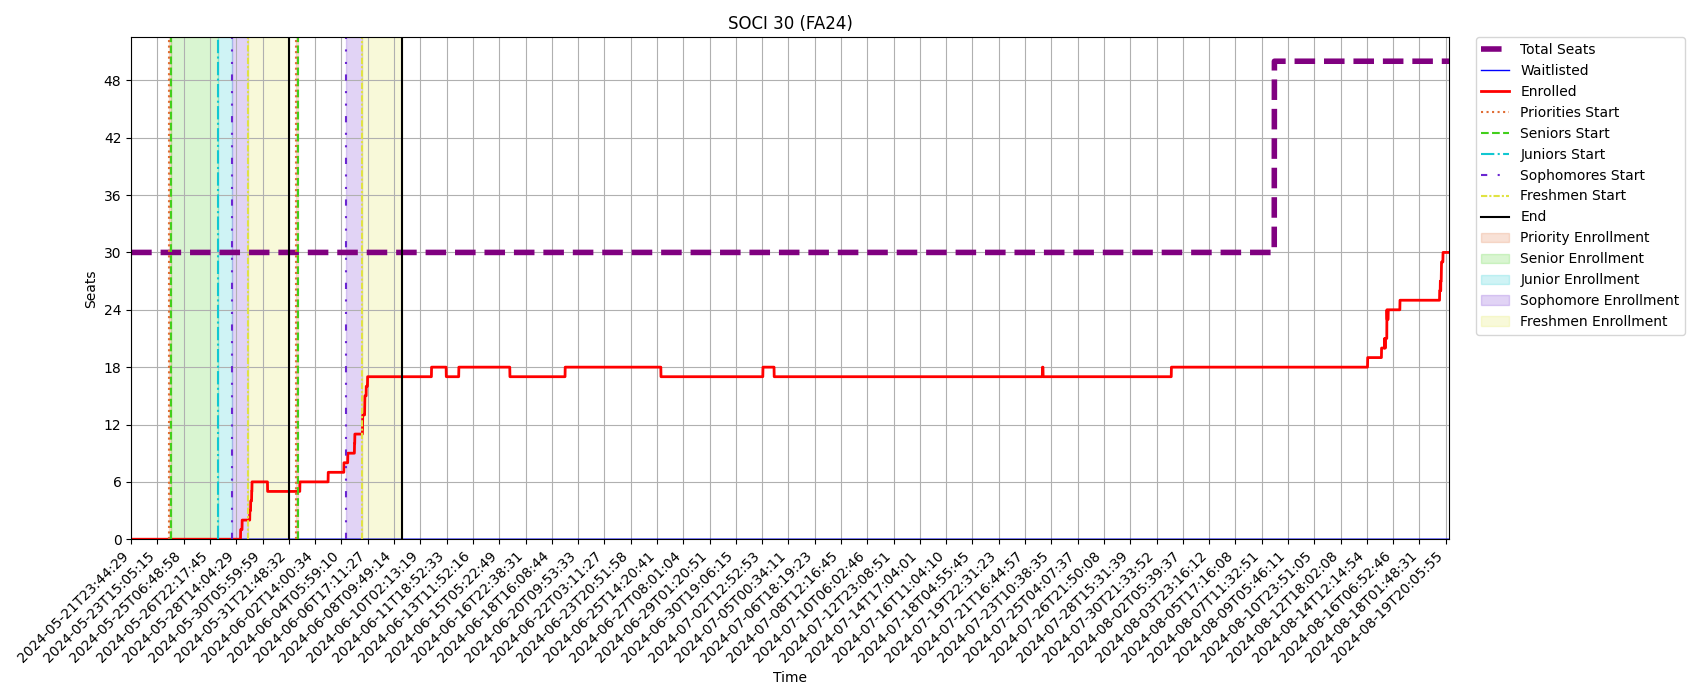 SOCI 30 (FA24)
Seats
48
42
36
30
24
18
12
6
0
2024-05-21T23:44:29
2024-05-23T15:05:15
2024-05-25T06:48:58
2024-05-26T22:17:45
2024-05-28T14:04:29
2024-05-30T05:59:59
2024-05-31T21:48:32
2024-06-02T14:00:34
2024-06-04T05:59:10
2024-06-06T17:11:27
2024-06-08T09:49:14
2024-06-10T02:13:19
2024-06-11T18:52:33
2024-06-13T11:52:16
2024-06-15T05:22:49
2024-06-16T22:38:31
2024-06-18T16:08:44
2024-06-20T09:53:33
2024-06-22T03:11:27
2024-06-23T20:51:58
2024-06-25T14:20:41
2024-06-27T08:01:04
2024-06-29T01:20:51
2024-06-30T19:06:15
2024-07-02T12:52:53
2024-07-05T00:34:11
2024-07-06T18:19:23
2024-07-08T12:16:45
2024-07-10T06:02:46
2024-07-12T23:08:51
2024-07-14T17:04:01
2024-07-16T11:04:10
2024-07-18T04:55:45
2024-07-19T22:31:23
2024-07-21T16:44:57
2024-07-23T10:38:35
2024-07-25T04:07:37
2024-07-26T21:50:08
2024-07-28T15:31:39
2024-07-30T21:33:52
2024-08-02T05:39:37
2024-08-03T23:16:12
2024-08-05T17:16:08
2024-08-07T11:32:51
2024-08-09T05:46:11
2024-08-10T23:51:05
2024-08-12T18:02:08
2024-08-14T12:14:54
2024-08-16T06:52:46
2024-08-18T01:48:31
2024-08-19T20:05:55
Time
Total Seats
Waitlisted
Enrolled
Priorities Start
Seniors Start
Juniors Start
Sophomores Start
Freshmen Start
End
Priority Enrollment
Senior Enrollment
Junior Enrollment
Sophomore Enrollment
Freshmen Enrollment